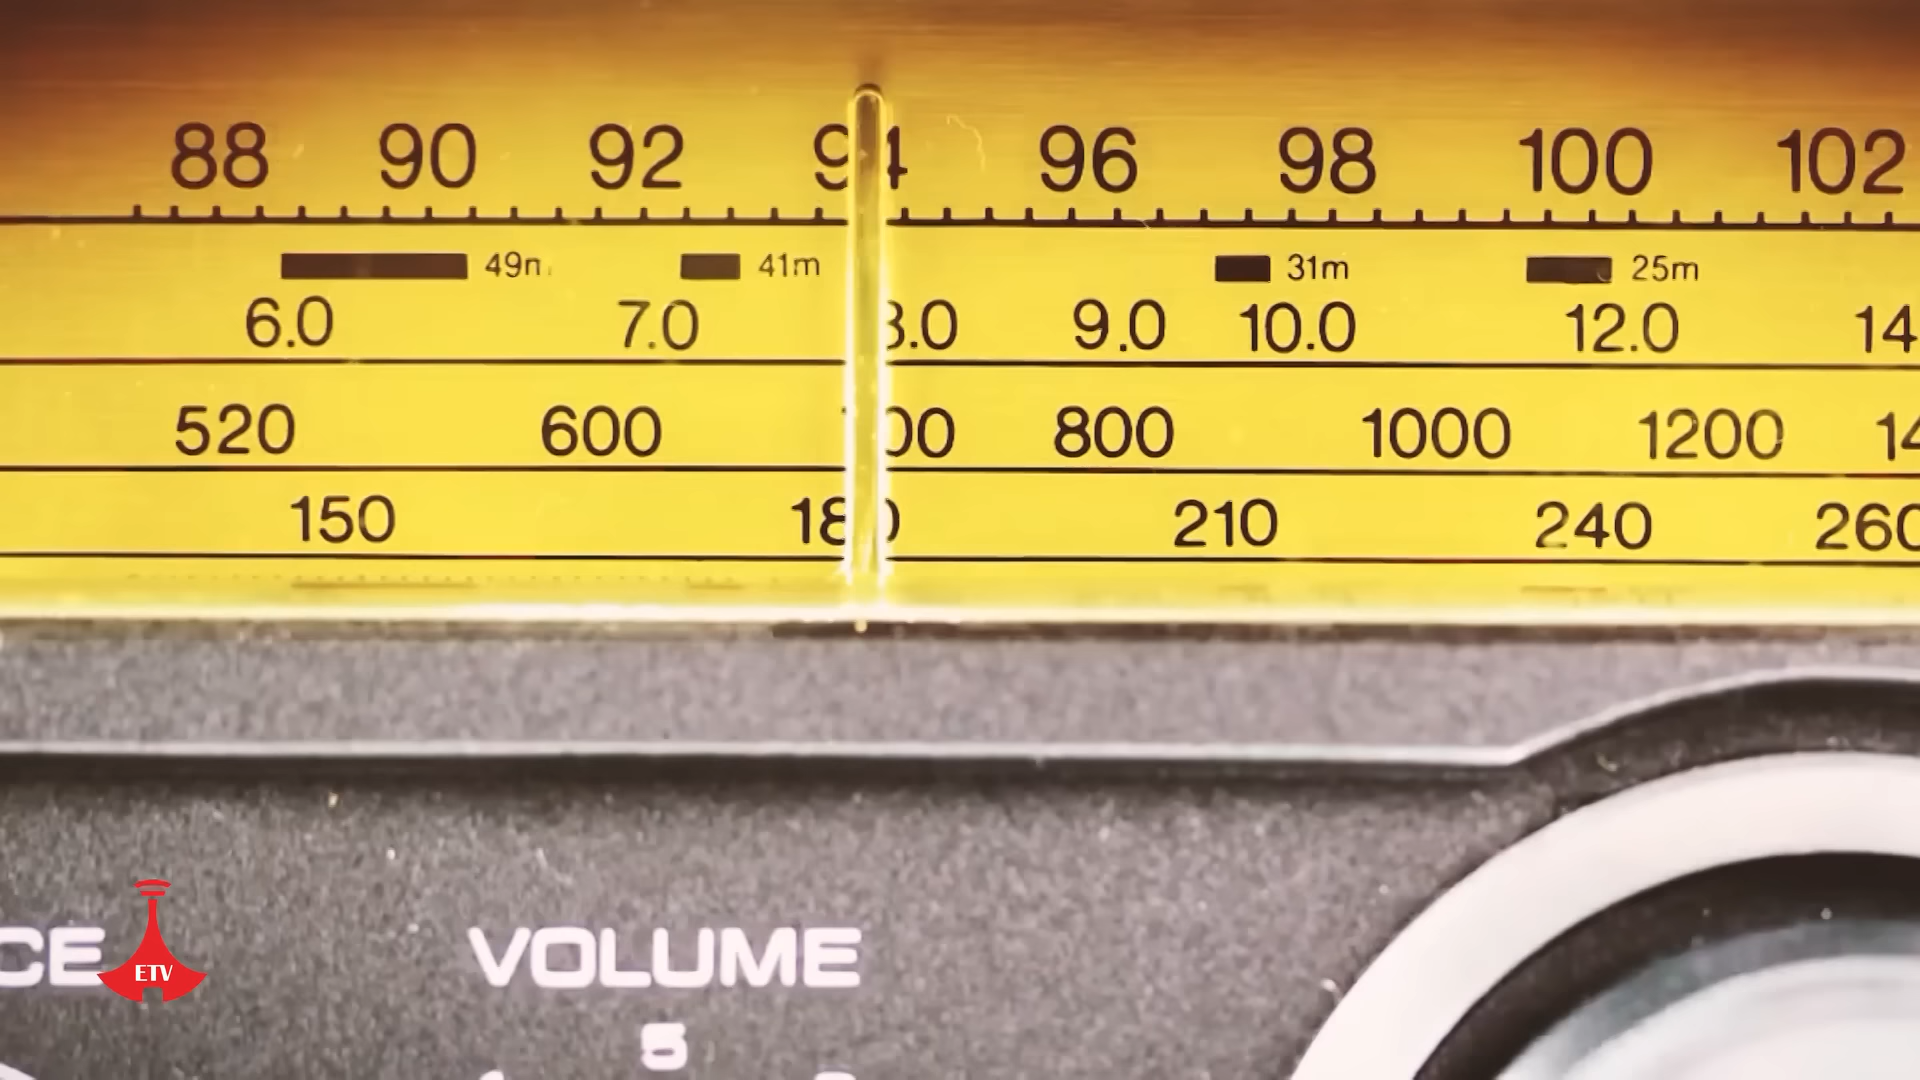 88 90 92 94 96 98 100 102
49m 41m 31m 25m
6.0 7.0 8.0 9.0 10.0 12.0 14
520 600 700 800 1000 1200 14
150 180 210 240 260
CE VOLUME
ETV
5